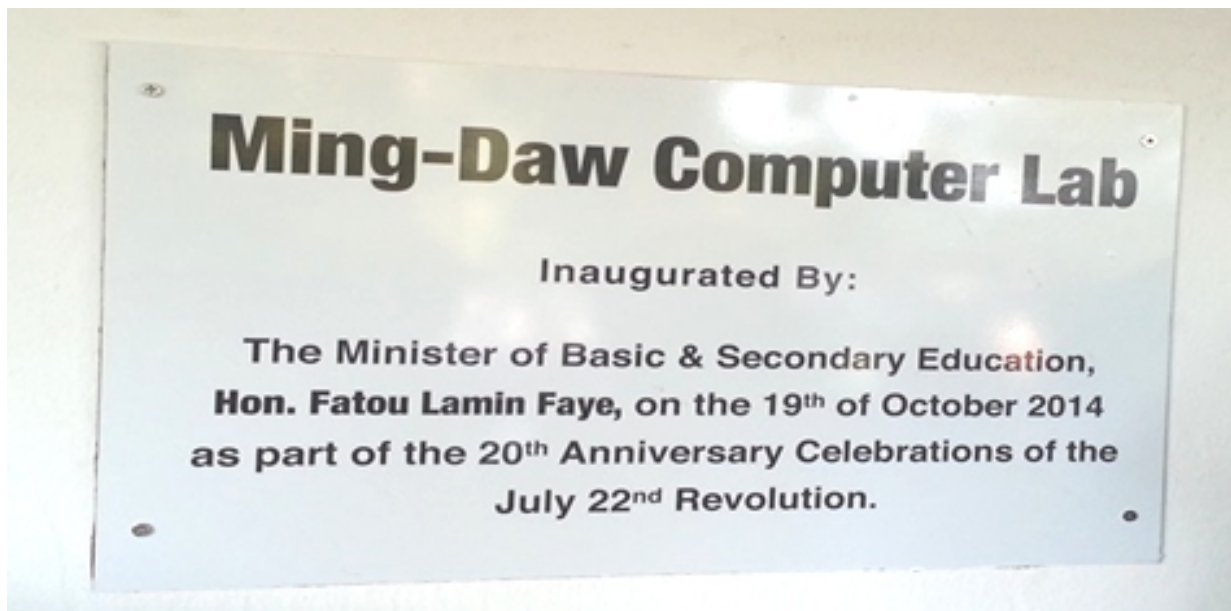 Ming-Daw Computer Lab
Inaugurated By:
The Minister of Basic & Secondary Education,
Hon. Fatou Lamin Faye, on the 19th of October 2014
as part of the 20th Anniversary Celebrations of the
July 22nd Revolution.